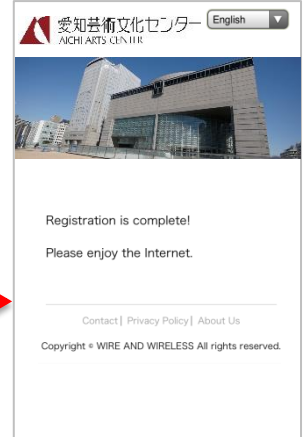 愛知芸術文化センター
AICHI ARTS CENTER
English
Registration is complete!
Please enjoy the Internet.
Contact | Privacy Policy | About Us
Copyright © WIRE AND WIRELESS All rights reserved.